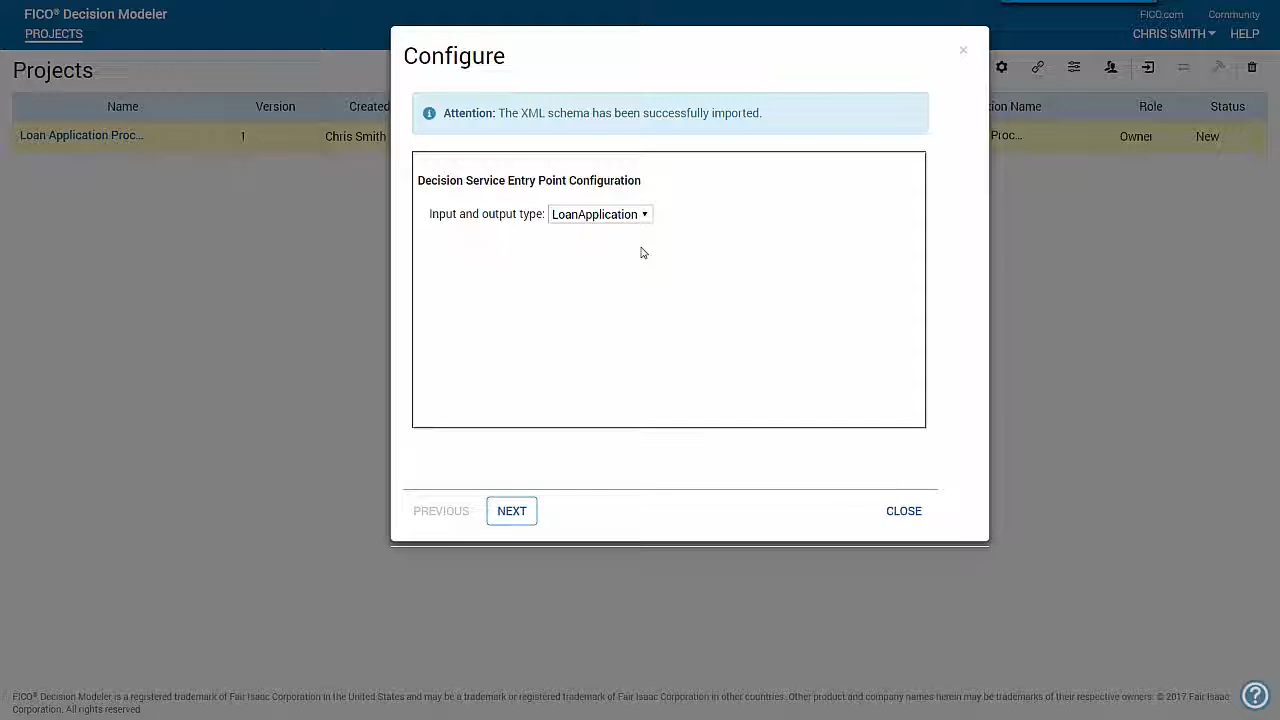 FICO® Decision Modeler
FICO.com Community
PROJECTS
CHRIS SMITH HELP
Configure
×
Projects
Attention: The XML schema has been successfully imported.
Name Version Created ion Name Role Status
Loan Application Proc... 1 Chris Smith Proc... Owner New
Decision Service Entry Point Configuration
Input and output type: LoanApplication
PREVIOUS NEXT CLOSE
FICO® Decision Modeler is a registered trademark of Fair Isaac Corporation in the United States and may be a trademark or registered trademark of Fair Isaac Corporation in other countries. Other product and company names herein may be trademarks of their respective owners. © 2017 Fair Isaac
Corporation. All rights reserved
?